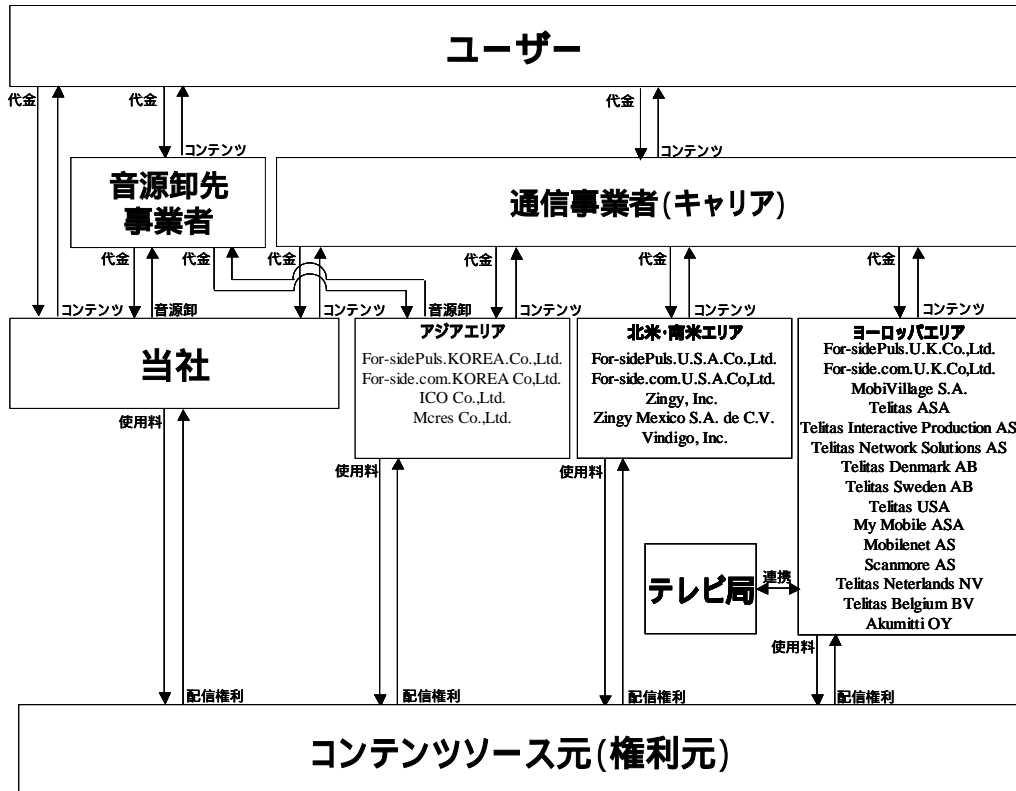 ユーザー
代金
代金
代金
コンテンツ
コンテンツ
音源卸先
事業者
通信事業者(キャリア)
代金
代金
代金
代金
代金
代金
コンテンツ
音源卸
コンテンツ
音源卸
コンテンツ
コンテンツ
コンテンツ
当社
アジアエリア
For-sidePuls.KOREA.Co.,Ltd.
For-side.com.KOREA Co,Ltd.
ICO Co.,Ltd.
Mcres Co.,Ltd.
北米・南米エリア
For-sidePuls.U.S.A.Co.,Ltd.
For-side.com.U.S.A.Co,Ltd.
Zingy, Inc.
Zingy Mexico S.A. de C.V.
Vindigo, Inc.
ヨーロッパエリア
For-sidePuls.U.K.Co.,Ltd.
For-side.com.U.K.Co,Ltd.
MobiVillage S.A.
Telitas ASA
Telitas Interactive Production AS
Telitas Network Solutions AS
Telitas Denmark AB
Telitas Sweden AB
Telitas USA
My Mobile ASA
Mobilenet AS
Scanmore AS
Telitas Neterlands NV
Telitas Belgium BV
Akumitti OY
使用料
使用料
使用料
テレビ局
連携
使用料
配信権利
配信権利
配信権利
配信権利
コンテンツソース元(権利元)